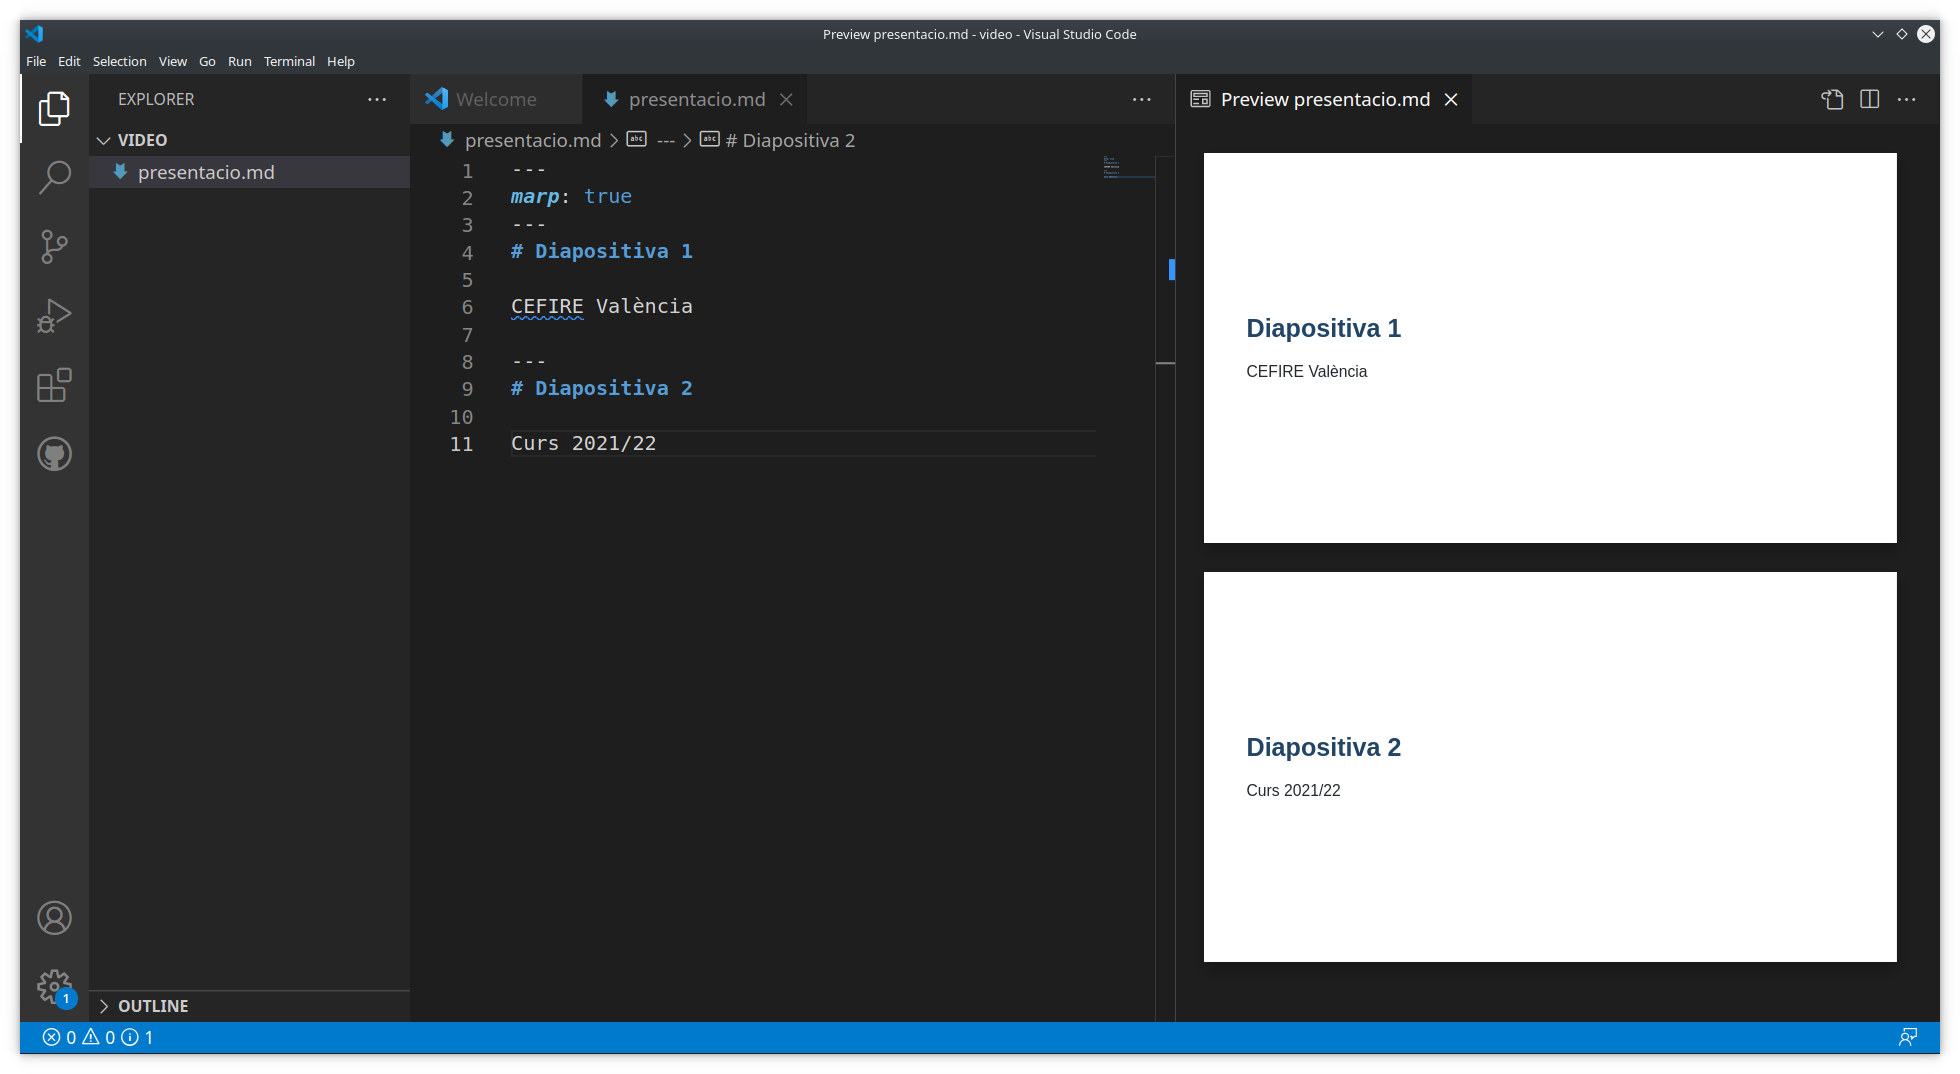 Preview presentacio.md - video - Visual Studio Code
File Edit Selection View Go Run Terminal Help
EXPLORER
VIDEO
presentacio.md
OUTLINE
Welcome
presentacio.md
presentacio.md > abc --- > abc # Diapositiva 2
1 ---
2 marp: true
3 ---
4 # Diapositiva 1
5
6 CEFIRE València
7
8 ---
9 # Diapositiva 2
10
11 Curs 2021/22
Preview presentacio.md
Diapositiva 1
CEFIRE València
Diapositiva 2
Curs 2021/22
1
0 0 1